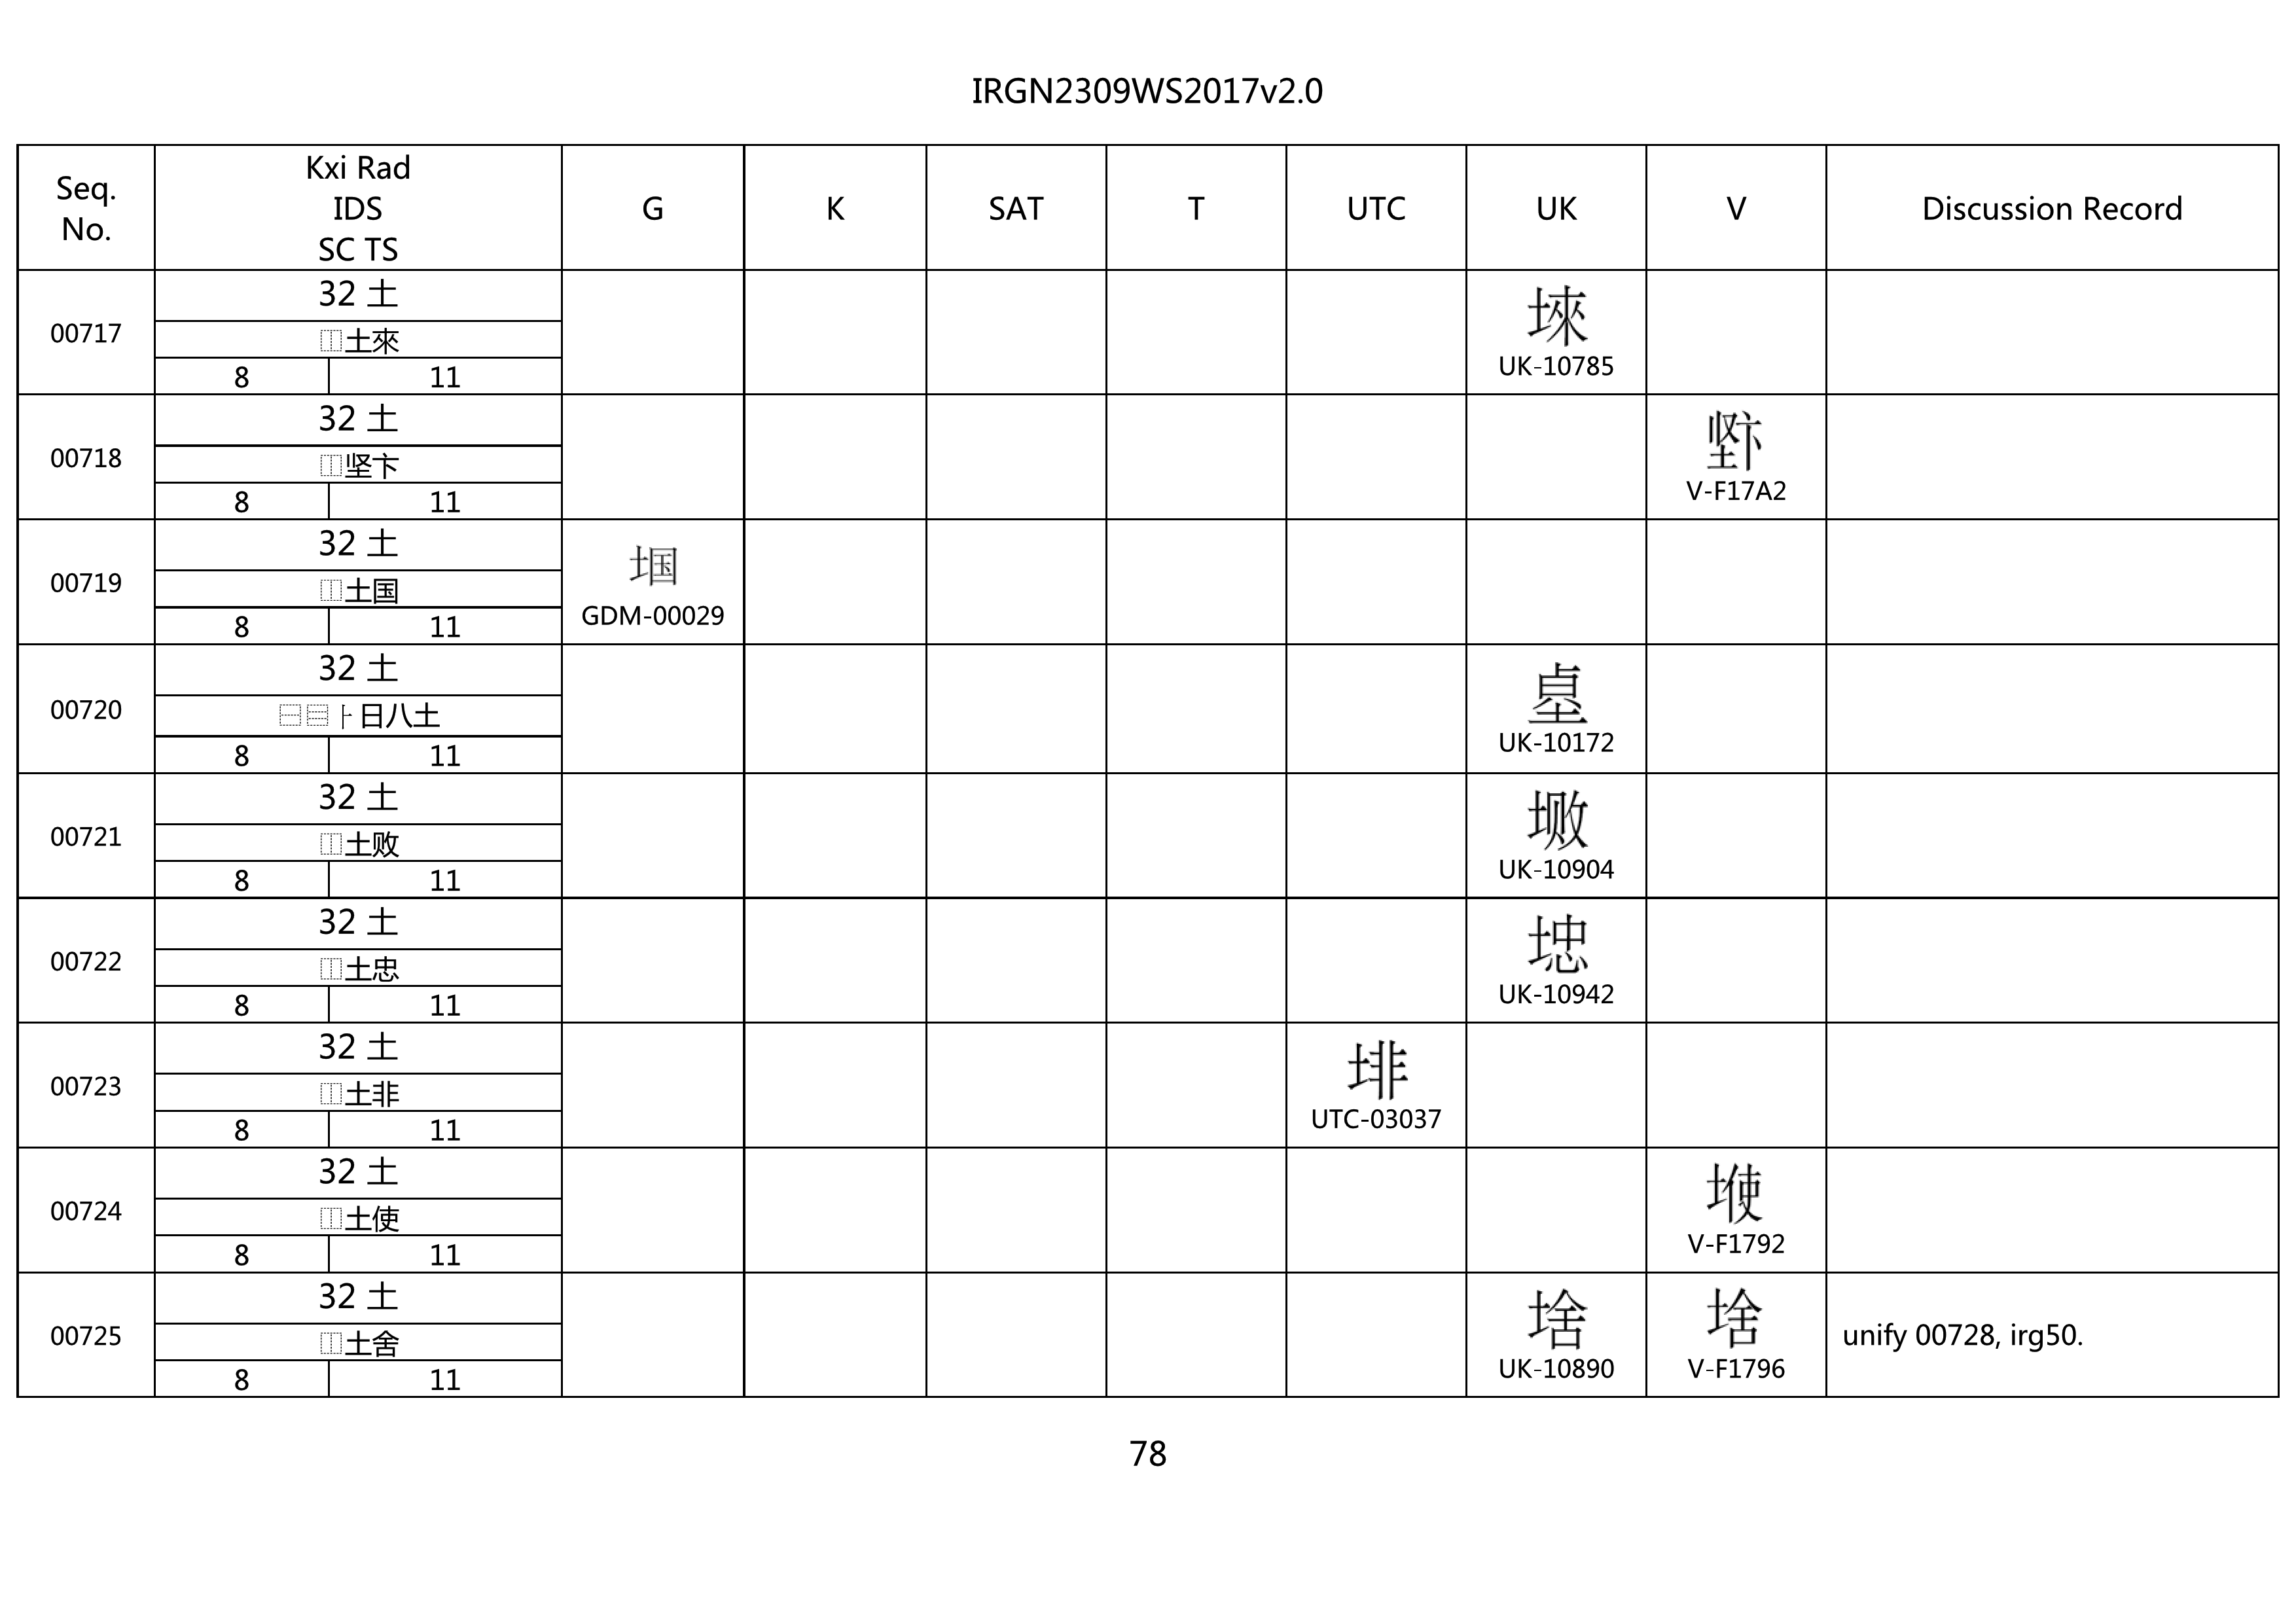 IRGN2309WS2017v2.0
Seq. No. Kxi Rad IDS SC TS G K SAT T UTC UK V Discussion Record
00717 32 土
⿰土來
8 11
UK-10785
00718 32 土
⿰坚卞
8 11
V-F17A2
00719 32 土
⿰土国
8 11
GDM-00029
00720 32 土
⿱⿳⺊日八土
8 11
UK-10172
00721 32 土
⿰土败
8 11
UK-10904
00722 32 土
⿰土忠
8 11
UK-10942
00723 32 土
⿰土非
8 11
UTC-03037
00724 32 土
⿰土使
8 11
V-F1792
00725 32 土
⿰土舍
8 11
UK-10890 V-F1796 unify 00728, irg50.
78